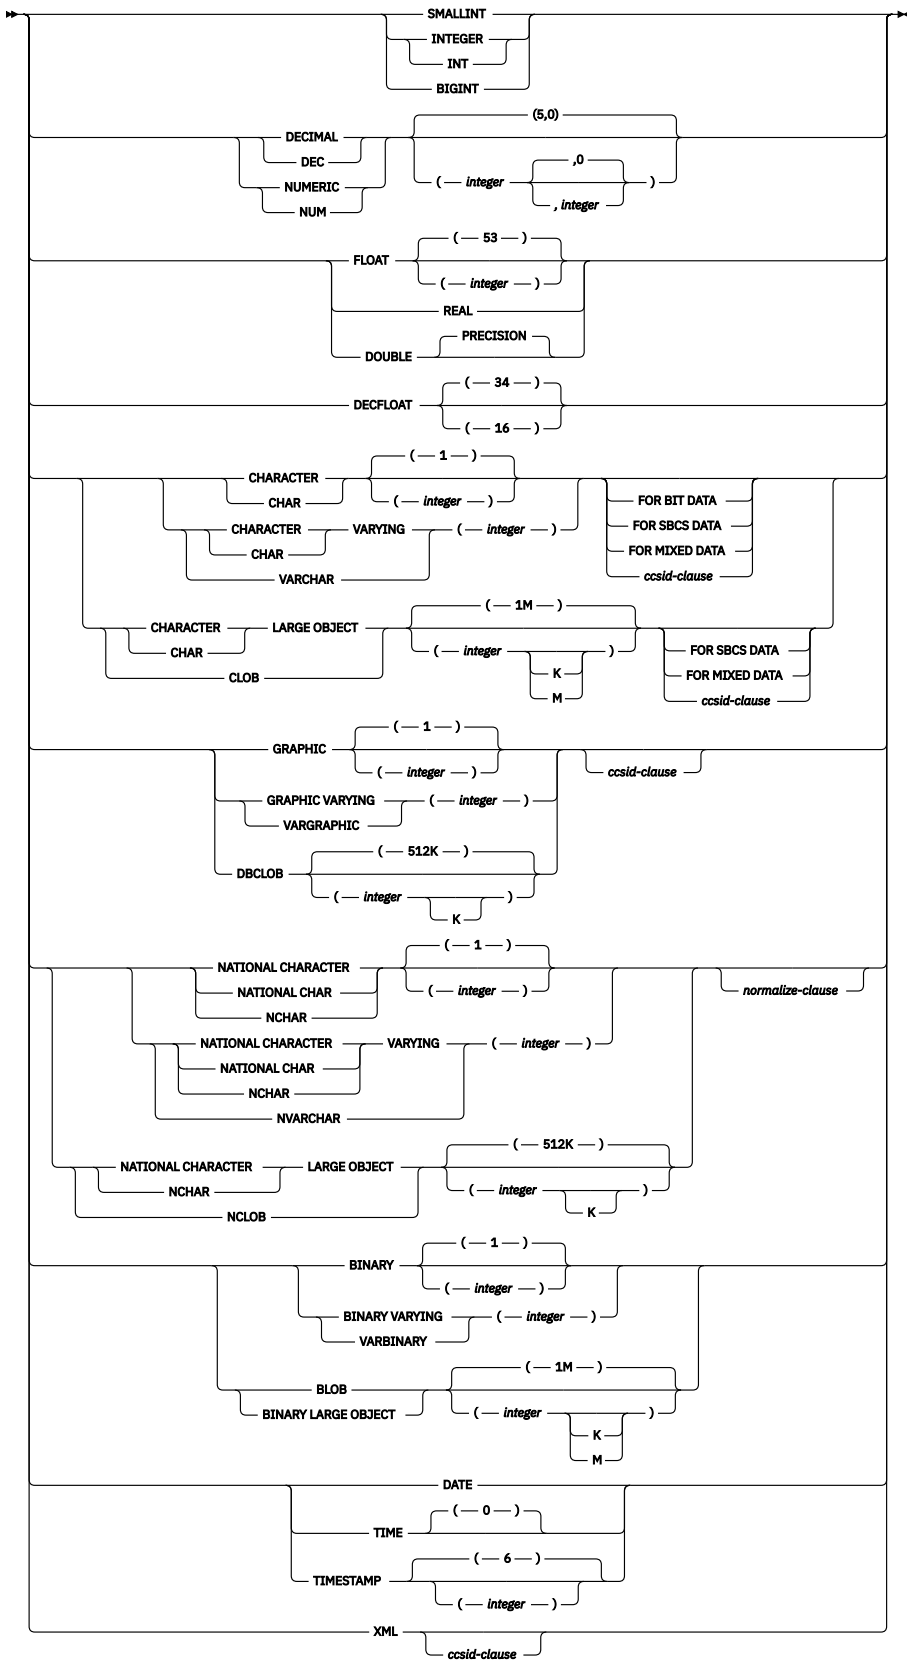 SMALLINT
INTEGER
INT
BIGINT
(5,0)
DECIMAL
DEC
,0
( integer )
NUMERIC
, integer
NUM
( 53 )
FLOAT
( integer )
REAL
PRECISION
DOUBLE
( 34 )
DECFLOAT
( 16 )
( 1 )
CHARACTER
CHAR ( integer ) FOR BIT DATA
CHARACTER VARYING ( integer ) FOR SBCS DATA
CHAR FOR MIXED DATA
VARCHAR ccsid-clause
( 1M )
CHARACTER LARGE OBJECT
CHAR ( integer ) FOR SBCS DATA
CLOB K FOR MIXED DATA
M ccsid-clause
( 1 )
GRAPHIC
( integer ) ccsid-clause
GRAPHIC VARYING ( integer )
VARGRAPHIC
( 512K )
DBCLOB
( integer )
K
( 1 )
NATIONAL CHARACTER
NATIONAL CHAR ( integer ) normalize-clause
NCHAR
NATIONAL CHARACTER VARYING ( integer )
NATIONAL CHAR
NCHAR
NVARCHAR
( 512K )
NATIONAL CHARACTER LARGE OBJECT
NCHAR ( integer )
NCLOB K
( 1 )
BINARY
( integer )
BINARY VARYING ( integer )
VARBINARY
( 1M )
BLOB
BINARY LARGE OBJECT ( integer )
K
M
DATE
( 0 )
TIME
( 6 )
TIMESTAMP
( integer )
XML
ccsid-clause